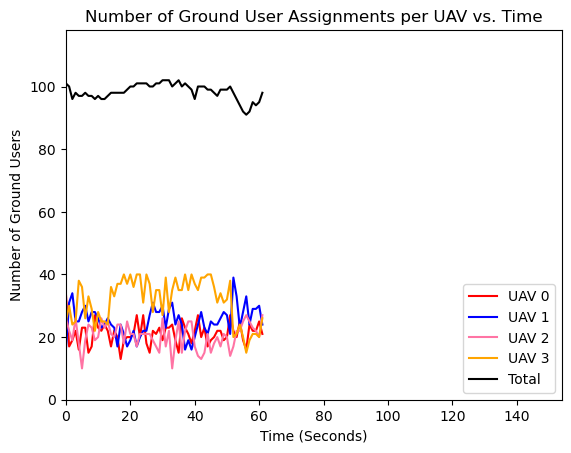 Number of Ground User Assignments per UAV vs. Time
Number of Ground Users
100
80
60
40
20
0
0 20 40 60 80 100 120 140
Time (Seconds)
UAV 0
UAV 1
UAV 2
UAV 3
Total